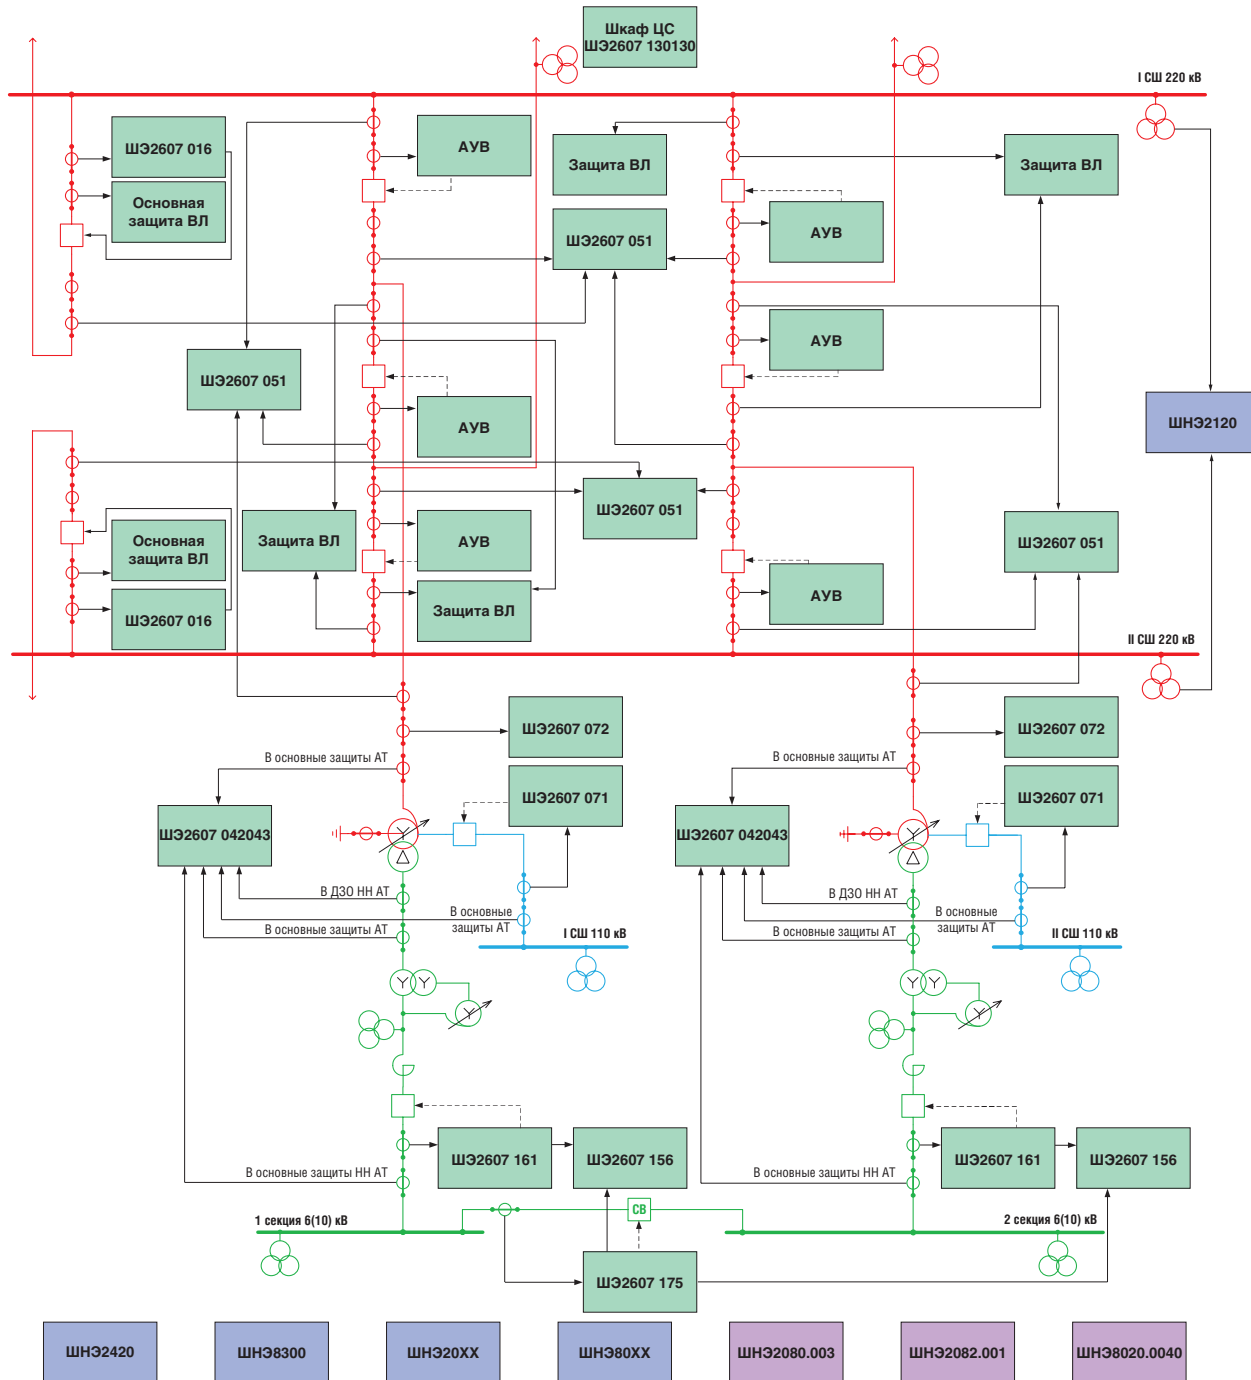 Шкаф ЦС
ШЭ2607 130130
I СШ 220 кВ
ШЭ2607 016
АУВ
Защита ВЛ
Защита ВЛ
Основная
защита ВЛ
АУВ
ШЭ2607 051
АУВ
ШЭ2607 051
АУВ
ШНЭ2120
ШЭ2607 051
Основная
защита ВЛ
Защита ВЛ
АУВ
ШЭ2607 051
ШЭ2607 016
Защита ВЛ
АУВ
II СШ 220 кВ
ШЭ2607 072
ШЭ2607 072
В основные защиты АТ
В основные защиты АТ
ШЭ2607 071
ШЭ2607 071
ШЭ2607 042043
ШЭ2607 042043
В ДЗО НН АТ
В ДЗО НН АТ
В основные
защиты АТ
В основные
защиты АТ
В основные защиты АТ
В основные защиты АТ
I СШ 110 кВ
II СШ 110 кВ
ШЭ2607 161
ШЭ2607 156
ШЭ2607 161
ШЭ2607 156
В основные защиты НН АТ
В основные защиты НН АТ
1 секция 6(10) кВ
СВ
2 секция 6(10) кВ
ШЭ2607 175
ШНЭ2420
ШНЭ8300
ШНЭ20ХХ
ШНЭ80ХХ
ШНЭ2080.003
ШНЭ2082.001
ШНЭ8020.0040